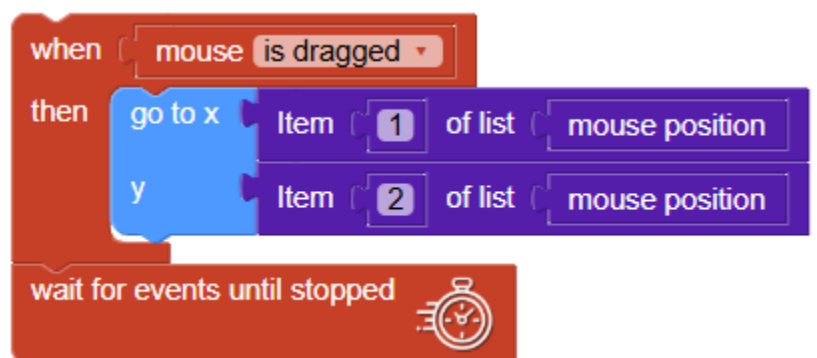 when mouse is dragged
then go to x Item 1 of list mouse position
y Item 2 of list mouse position
wait for events until stopped